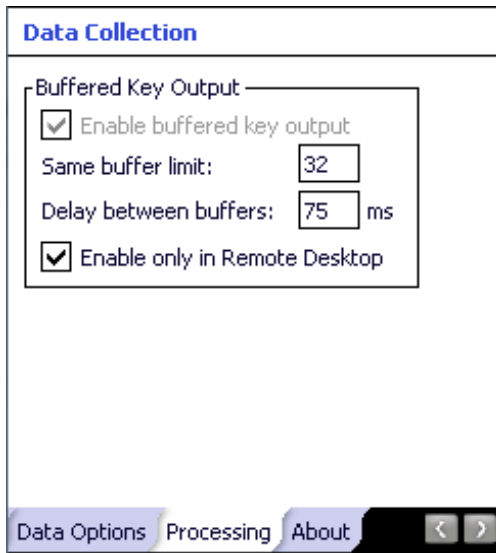 Data Collection
Buffered Key Output
Enable buffered key output
Same buffer limit: 32
Delay between buffers: 75 ms
Enable only in Remote Desktop
Data Options Processing About